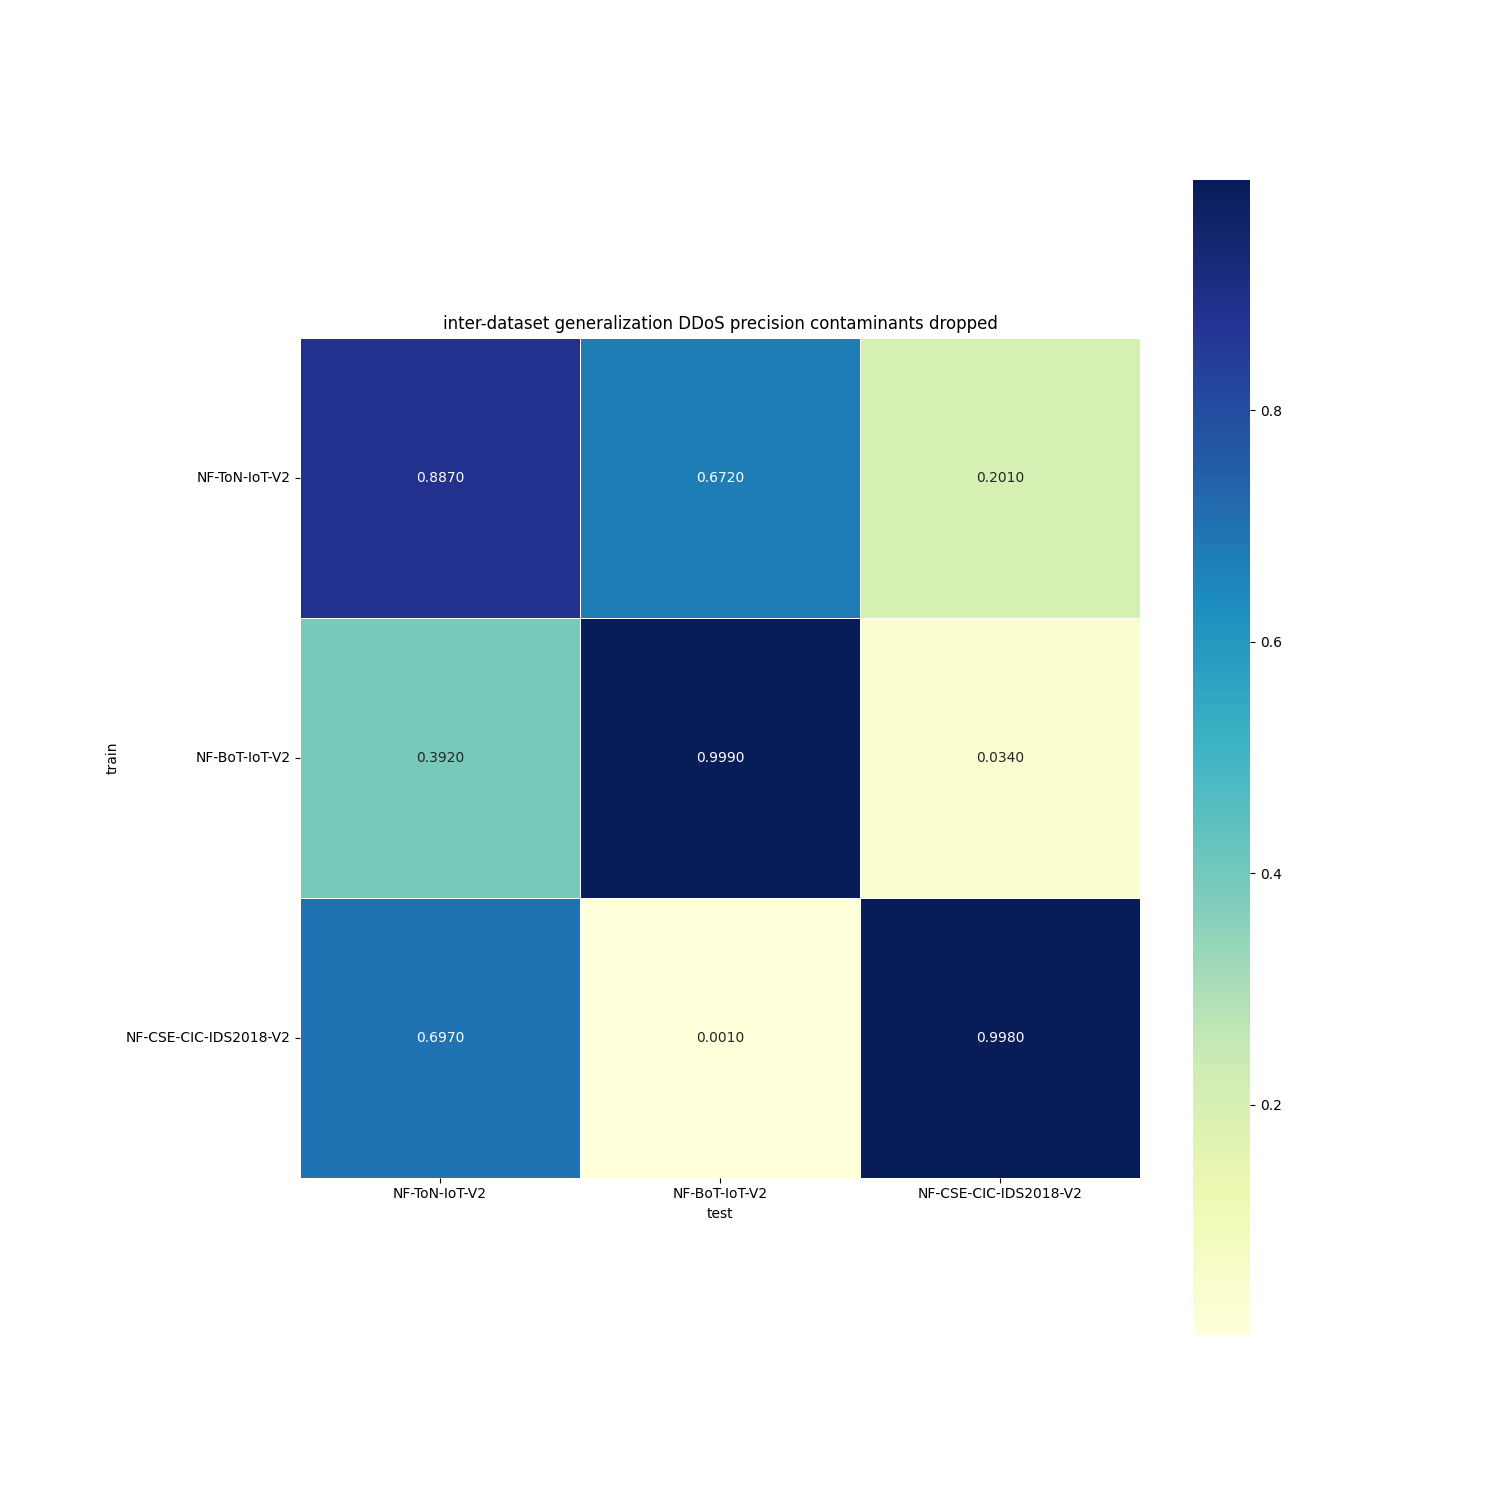 inter-dataset generalization DDoS precision contaminants dropped
train
NF-ToN-IoT-V2
0.8870 0.6720 0.2010
NF-BoT-IoT-V2
0.3920 0.9990 0.0340
NF-CSE-CIC-IDS2018-V2
0.6970 0.0010 0.9980
NF-ToN-IoT-V2 NF-BoT-IoT-V2 NF-CSE-CIC-IDS2018-V2
test
0.8
0.6
0.4
0.2